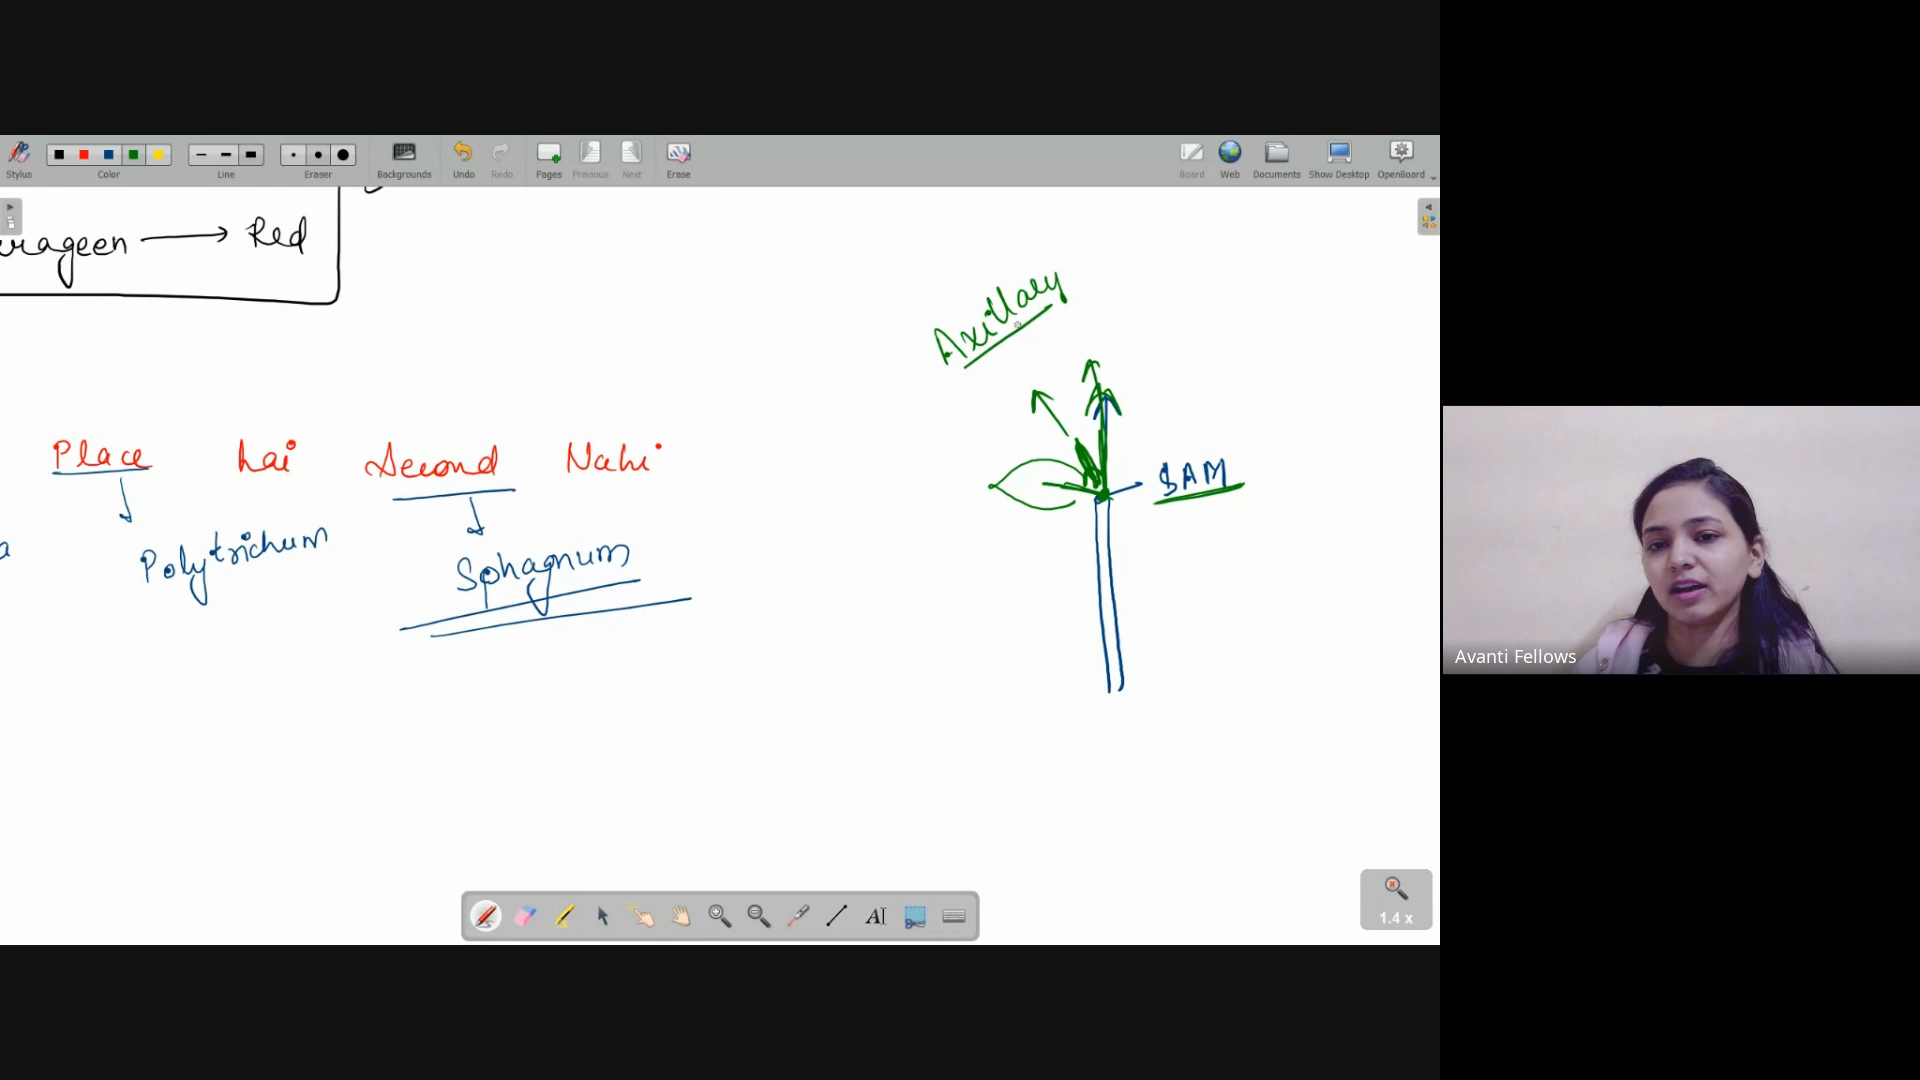 Stylus
Color
Line
Eraser
Backgrounds
Undo
Redo
Pages
Previous
Next
Erase
Board
Web
Documents
Show Desktop
OpenBoard
rrageen → Red
Axillary
Place hai Second Nahi
SAM
Polytrichum
Sphagnum
Avanti Fellows
1.4 x